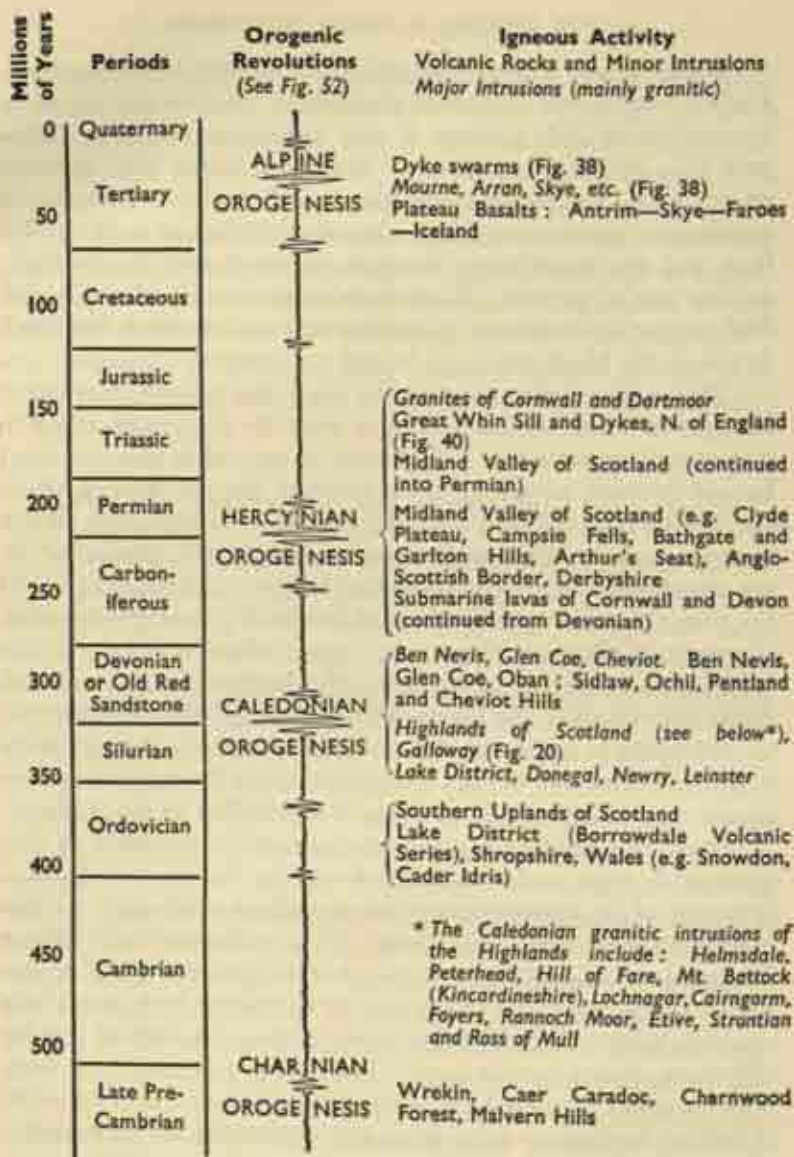 Millions
of Years
Periods
Orogenic
Revolutions
(See Fig. 52)
Igneous Activity
Volcanic Rocks and Minor Intrusions
Major Intrusions (mainly granitic)
0
50
100
150
200
250
300
350
400
450
500
Quaternary
Tertiary
Cretaceous
Jurassic
Triassic
Permian
Carbon-
iferous
Devonian
or Old Red
Sandstone
Silurian
Ordovician
Cambrian
Late Pre-
Cambrian
ALPINE
OROGENESIS
HERCYNIAN
OROGENESIS
CALEDONIAN
OROGENESIS
CHARNIAN
OROGENESIS
Dyke swarms (Fig. 38)
Mourne, Arran, Skye, etc. (Fig. 38)
Plateau Basalts : Antrim—Skye—Faroes
—Iceland
Granites of Cornwall and Dartmoor
Great Whin Sill and Dykes, N. of England
(Fig. 40)
Midland Valley of Scotland (continued
into Permian)
Midland Valley of Scotland (e.g. Clyde
Plateau, Campsie Fells, Bathgate and
Garlton Hills, Arthur's Seat), Anglo-
Scottish Border, Derbyshire
Submarine lavas of Cornwall and Devon
(continued from Devonian)
Ben Nevis, Glen Coe, Cheviot. Ben Nevis,
Glen Coe, Oban ; Sidlaw, Ochil, Pentland
and Cheviot Hills
Highlands of Scotland (see below*),
Galloway (Fig. 20)
Lake District, Donegal, Newry, Leinster
Southern Uplands of Scotland
Lake District (Borrowdale Volcanic
Series), Shropshire, Wales (e.g. Snowdon,
Cader Idris)
* The Caledonian granitic intrusions of
the Highlands include : Helmsdale,
Peterhead, Hill of Fare, Mt. Battock
(Kincardineshire), Lochnagar, Cairngorm,
Foyers, Rannoch Moor, Etive, Strontian
and Ross of Mull
Wrekin, Caer Caradoc, Charnwood
Forest, Malvern Hills